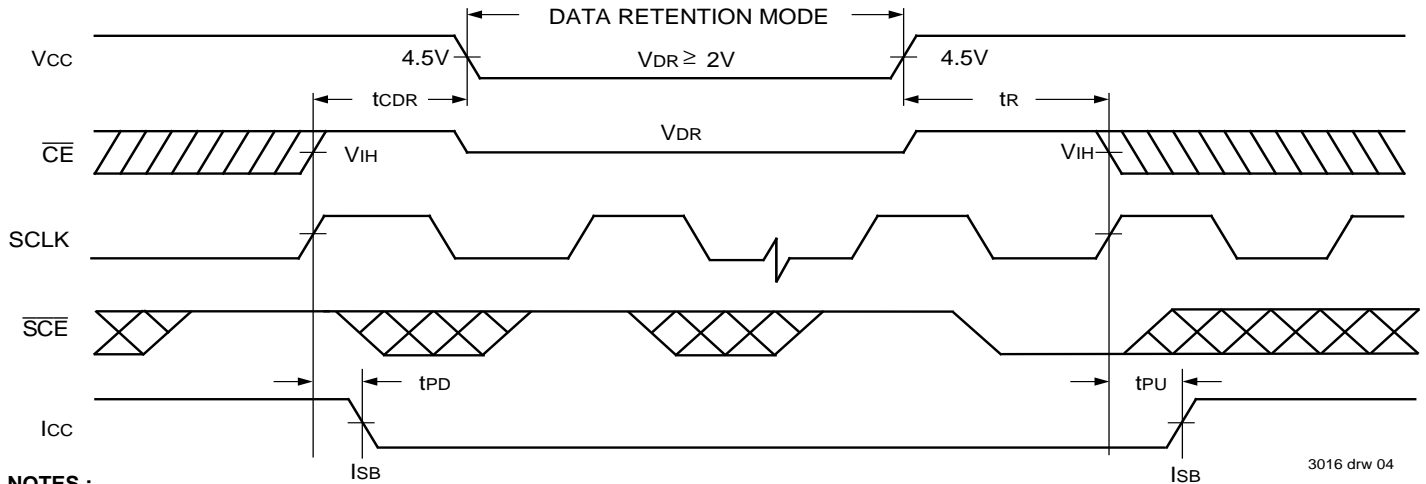 DATA RETENTION MODE
VCC
4.5V
VDR ≥ 2V
4.5V
tCDR
tR
CE
VIH
VDR
VIH
SCLK
SCE
tPD
tPU
ICC
ISB
ISB
3016 drw 04
NOTES :